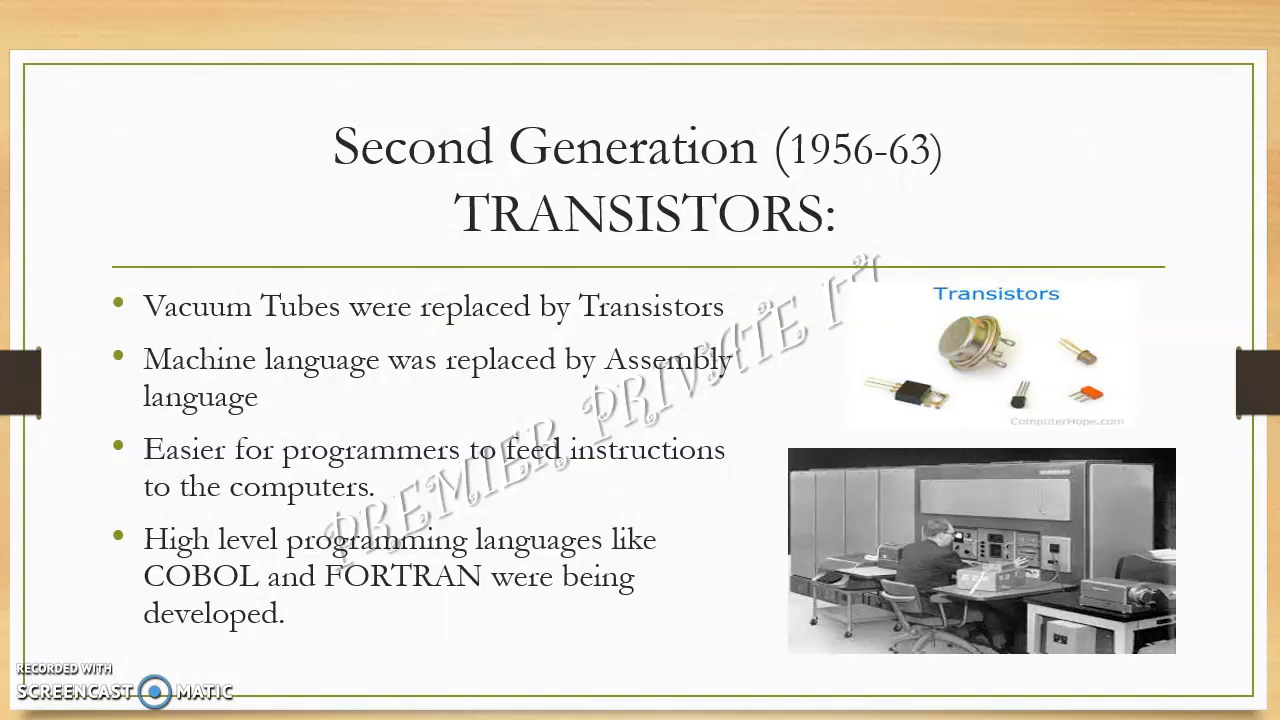 Second Generation (1956-63)
TRANSISTORS:
• Vacuum Tubes were replaced by Transistors
• Machine language was replaced by Assembly
language
• Easier for programmers to feed instructions
to the computers.
• High level programming languages like
COBOL and FORTRAN were being
developed.
PREMIER PRIVATE
Transistors
ComputerHope.com
RECORDED WITH
SCREENCAST MATIC